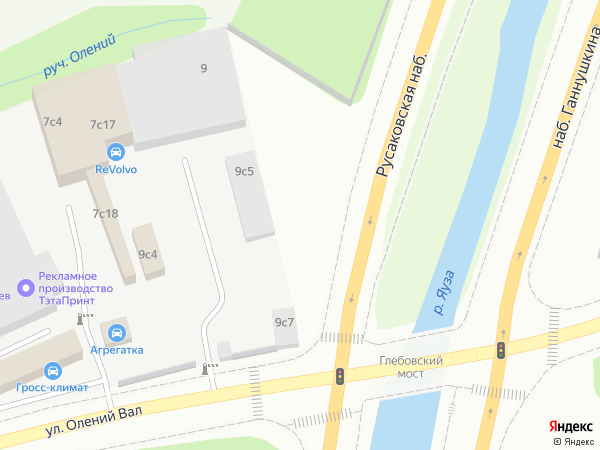 руч. Олений
9
7с4
7с17
ReVolvo
9с5
7с18
9с4
Русаковская наб.
наб. Ганнушкина
р. Яуза
ев
Рекламное
производство
ТэтаПринт
Агрегатка
9с7
Гросс-климат
Глебовский
мост
ул. Олений Вал
Яндекс
© Яндекс